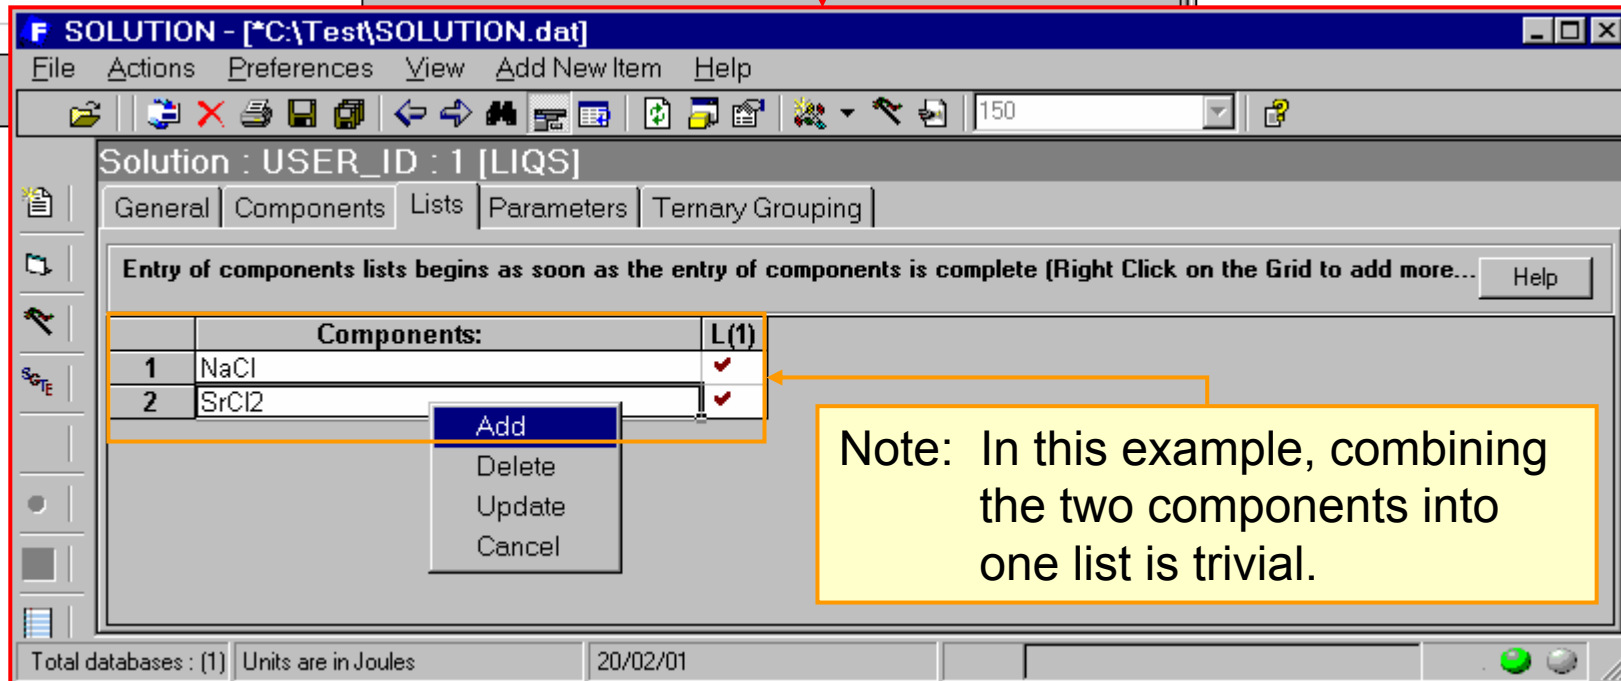 F SOLUTION - [*C:\Test\SOLUTION.dat]
File Actions Preferences View Add New Item Help
150
Solution : USER_ID : 1 [LIQS]
General Components Lists Parameters Ternary Grouping
Entry of components lists begins as soon as the entry of components is complete (Right Click on the Grid to add more... Help
Components: L(1)
1 NaCl
2 SrCl2
SGTE
Add
Delete
Update
Cancel
Note: In this example, combining
the two components into
one list is trivial.
Total databases : (1) Units are in Joules 20/02/01